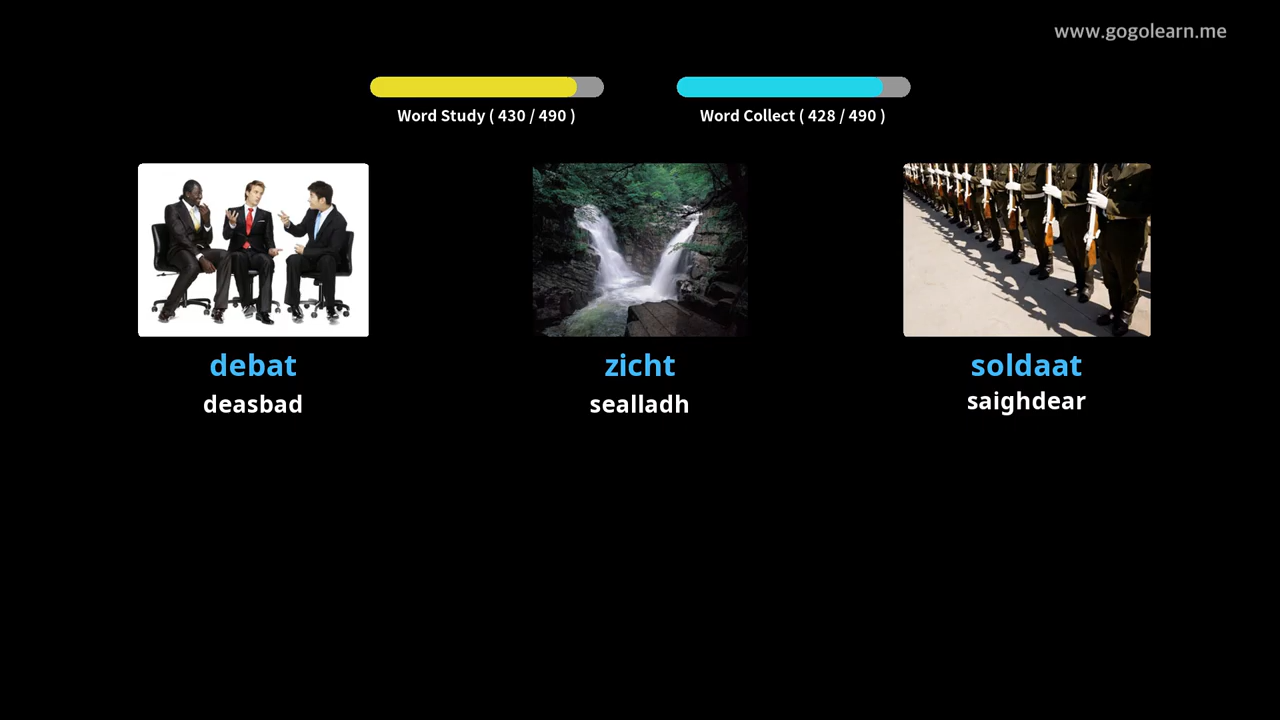 www.gogolearn.me
Word Study ( 430 / 490 )
Word Collect ( 428 / 490 )
debat
deasbad
zicht
sealladh
soldaat
saighdear